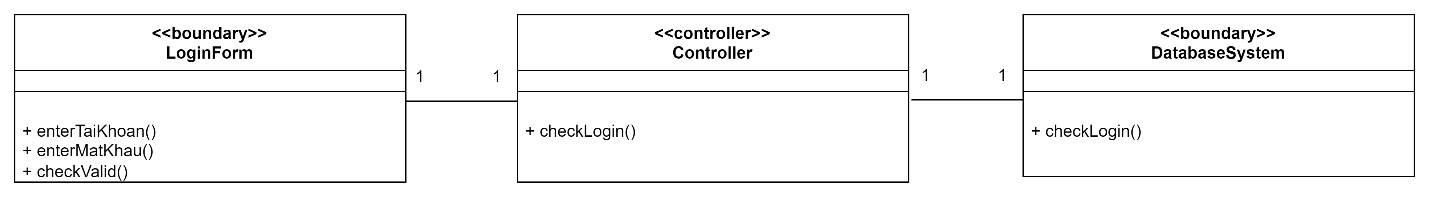 <<boundary>>
LoginForm
+ enterTaiKhoan()
+ enterMatKhau()
+ checkValid()
1
1
<<controller>>
Controller
+ checkLogin()
1
1
<<boundary>>
DatabaseSystem
+ checkLogin()